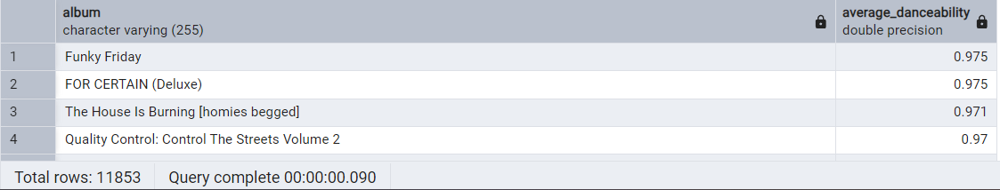 album average_danceability
character varying (255) double precision
1 Funky Friday 0.975
2 FOR CERTAIN (Deluxe) 0.975
3 The House Is Burning [homies begged] 0.971
4 Quality Control: Control The Streets Volume 2 0.97
Total rows: 11853 Query complete 00:00:00.090